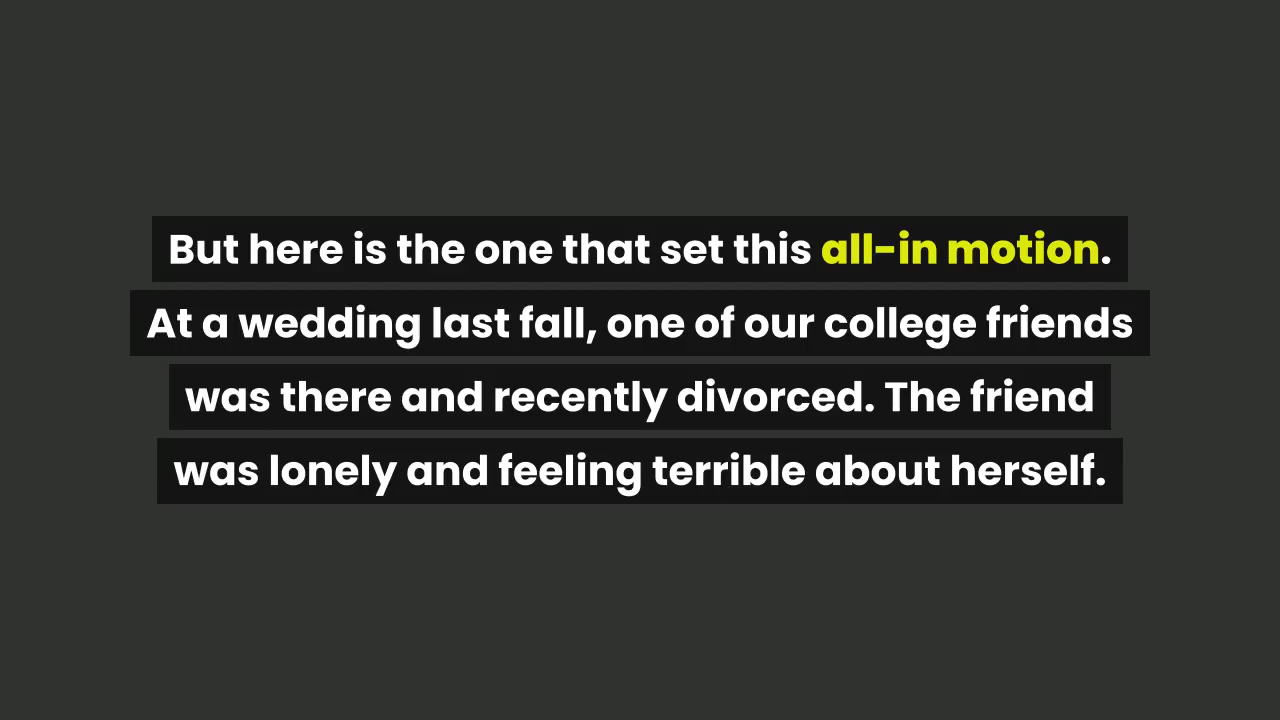 But here is the one that set this all-in motion.
At a wedding last fall, one of our college friends
was there and recently divorced. The friend
was lonely and feeling terrible about herself.